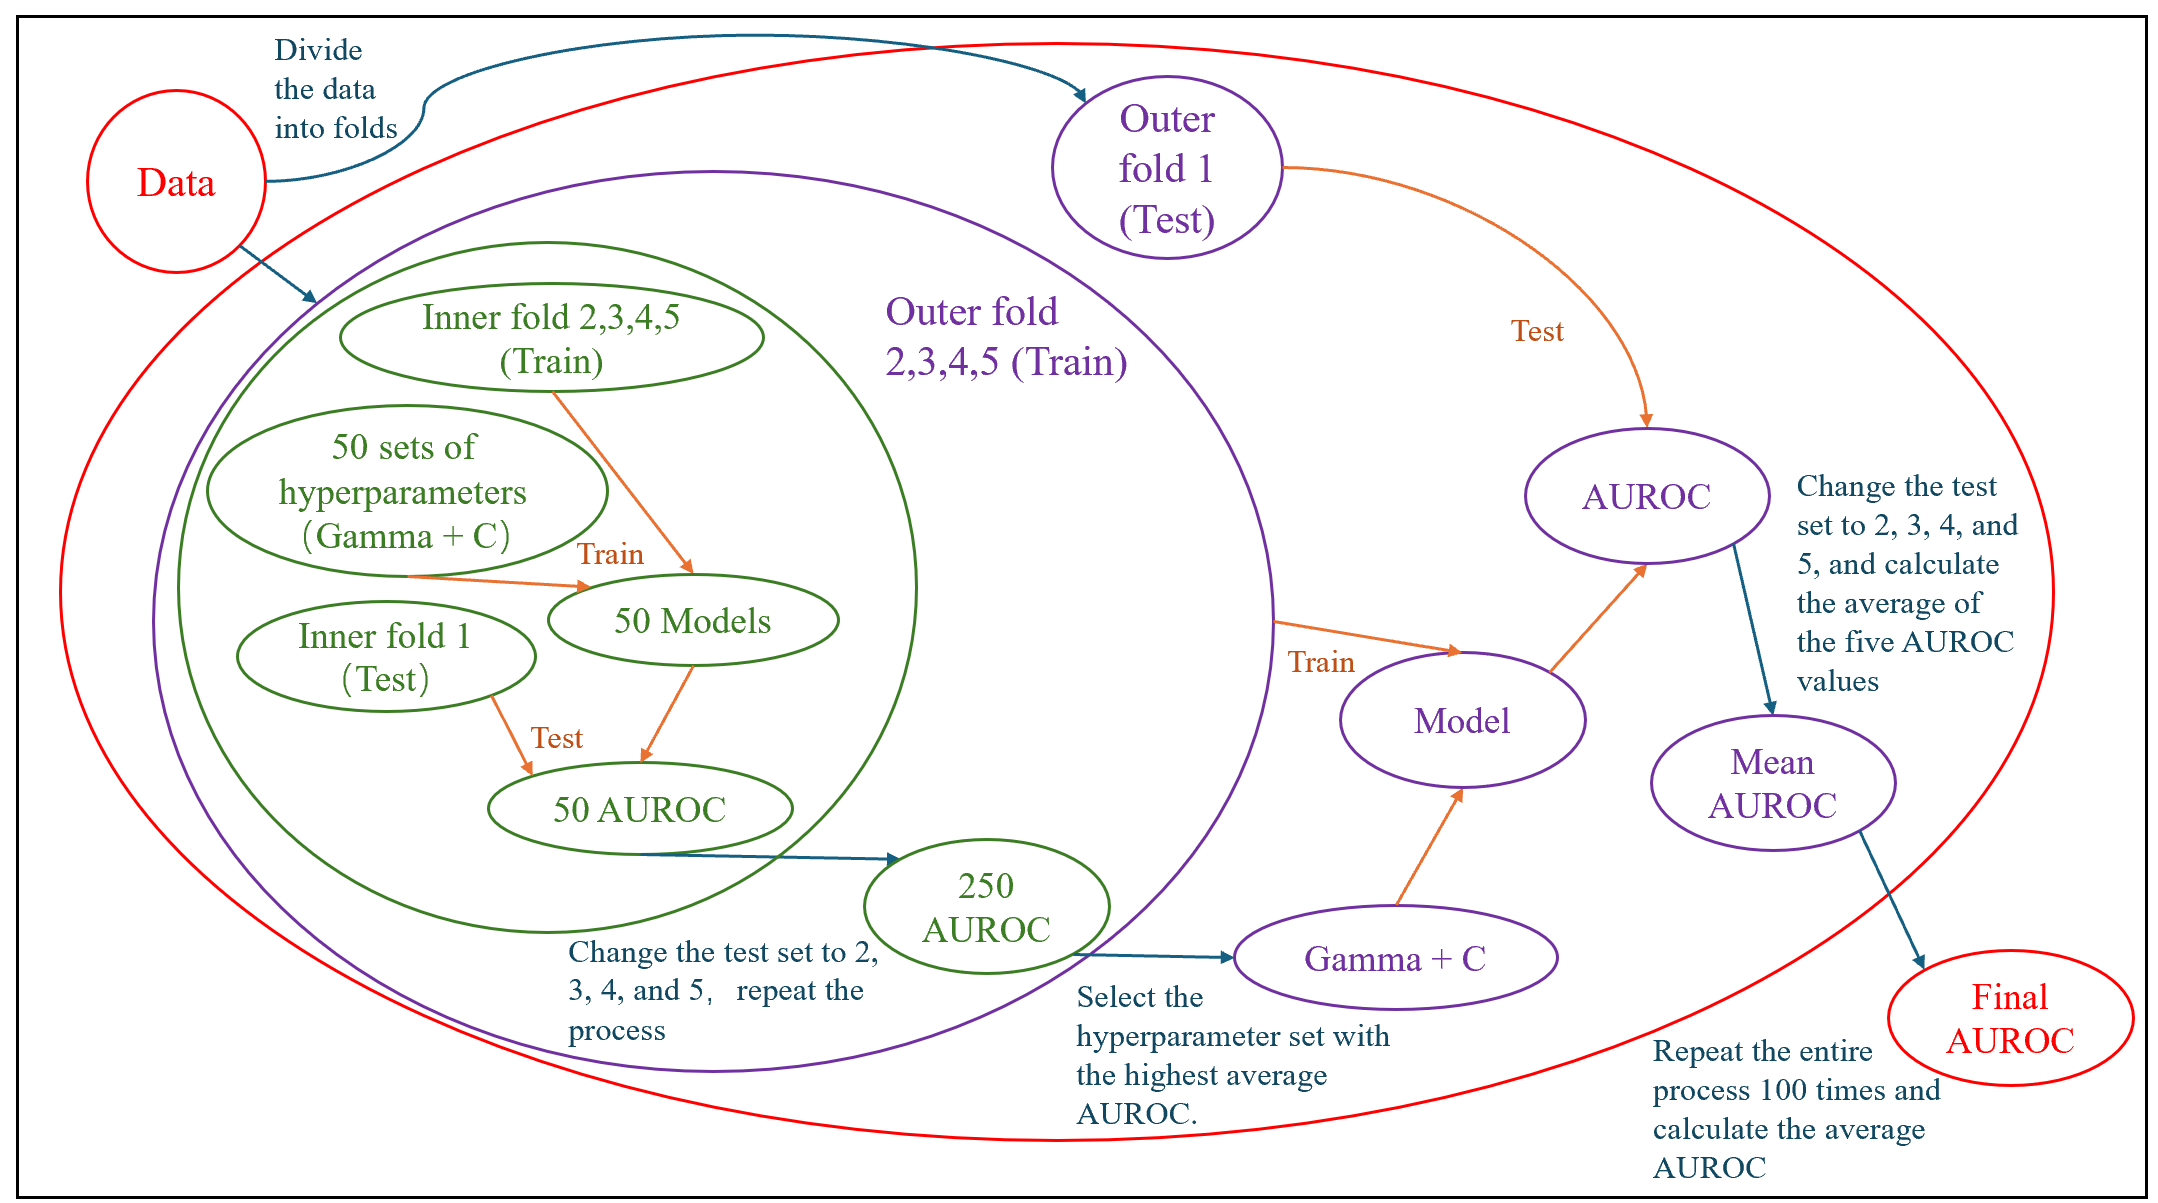 Divide
the data
into folds
Data
Outer
fold 1
(Test)
Outer fold
2,3,4,5 (Train)
Inner fold 2,3,4,5
(Train)
50 sets of
hyperparameters
（Gamma + C）
Train
50 Models
Inner fold 1
（Test）
Test
50 AUROC
250
AUROC
Change the test set to 2,
3, 4, and 5，repeat the
process
Select the
hyperparameter set with
the highest average
AUROC.
Gamma + C
Train
Model
Test
AUROC
Change the test
set to 2, 3, 4, and
5, and calculate
the average of
the five AUROC
values
Mean
AUROC
Final
AUROC
Repeat the entire
process 100 times and
calculate the average
AUROC